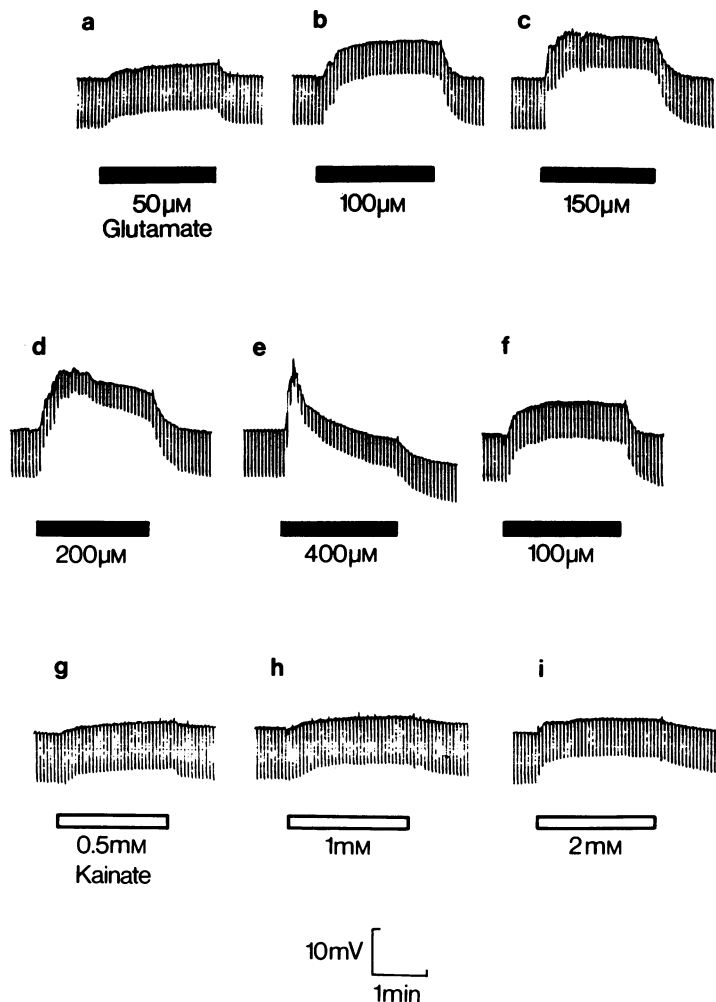 a
b
c
50μM
Glutamate
100μM
150μM
d
e
f
200μM
400μM
100μM
g
h
i
0.5mM
Kainate
1mM
2mM
10mV
1min